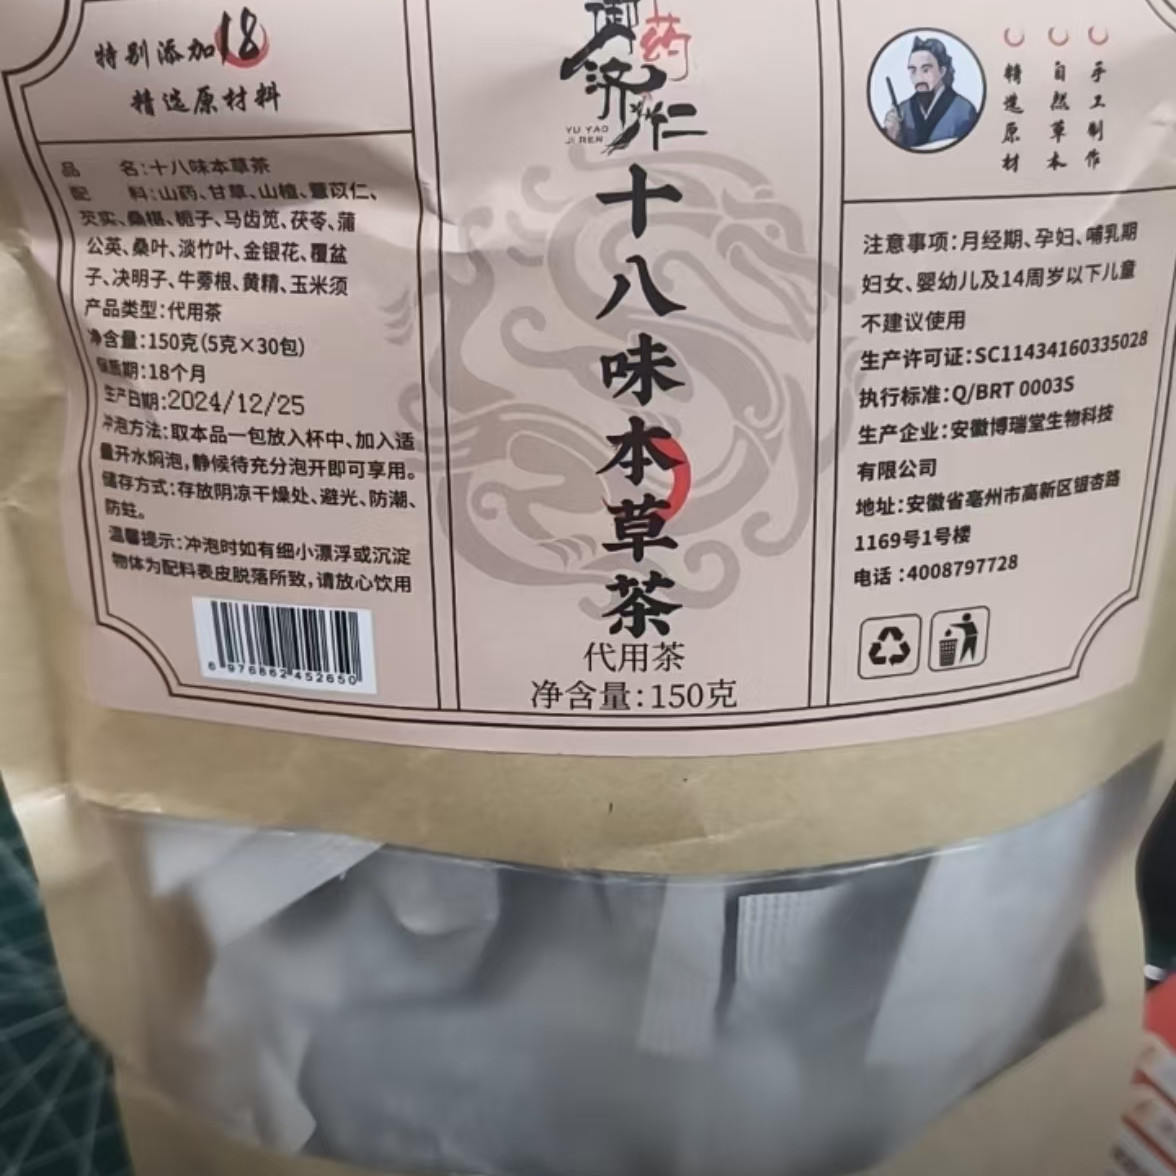 特别添加18
精选原材料
品 名:十八味本草茶
配 料:山药、甘草、山楂、薏苡仁、
芡实、桑椹、栀子、马齿苋、茯苓、蒲
公英、桑叶、淡竹叶、金银花、覆盆
子、决明子、牛蒡根、黄精、玉米须
产品类型:代用茶
净含量:150克(5克×30包)
保质期:18个月
生产日期:2024/12/25
冲泡方法:取本品一包放入杯中、加入适
量开水焖泡,静候待充分泡开即可享用。
储存方式:存放阴凉干燥处、避光、防潮、
防蛀。
温馨提示:冲泡时如有细小漂浮或沉淀
物体为配料表皮脱落所致,请放心饮用
6 976862 452650
御药
济仁
YU YAO
JI REN
十八味本草茶
代用茶
净含量:150克
精选原材
自然草本
手工制作
注意事项:月经期、孕妇、哺乳期
妇女、婴幼儿及14周岁以下儿童
不建议使用
生产许可证:SC11434160335028
执行标准:Q/BRT 0003S
生产企业:安徽博瑞堂生物科技
有限公司
地址:安徽省亳州市高新区银杏路
1169号1号楼
电话:4008797728